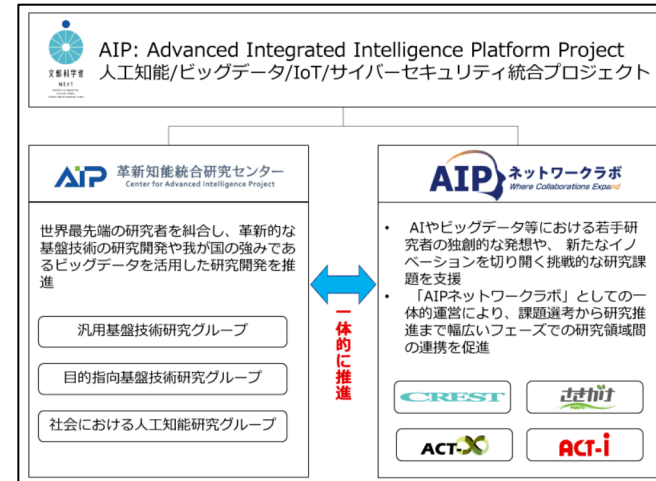 AIP: Advanced Integrated Intelligence Platform Project
人工知能/ビッグデータ/IoT/サイバーセキュリティ統合プロジェクト
文部科学省
MEXT
AIP 革新知能統合研究センター
Center for Advanced Intelligence Project
世界最先端の研究者を糾合し、革新的な
基盤技術の研究開発や我が国の強みであ
るビッグデータを活用した研究開発を推
進
汎用基盤技術研究グループ
目的指向基盤技術研究グループ
社会における人工知能研究グループ
一体的に推進
AIP ネットワークラボ
Where Collaborations Expand
• AIやビッグデータ等における若手研
究者の独創的な発想や、 新たなイノ
ベーションを切り開く挑戦的な研究課
題を支援
• 「AIPネットワークラボ」としての一
体的運営により、課題選考から研究推
進まで幅広いフェーズでの研究領域間
の連携を促進
CREST
さきがけ
ACT-X
ACT-i